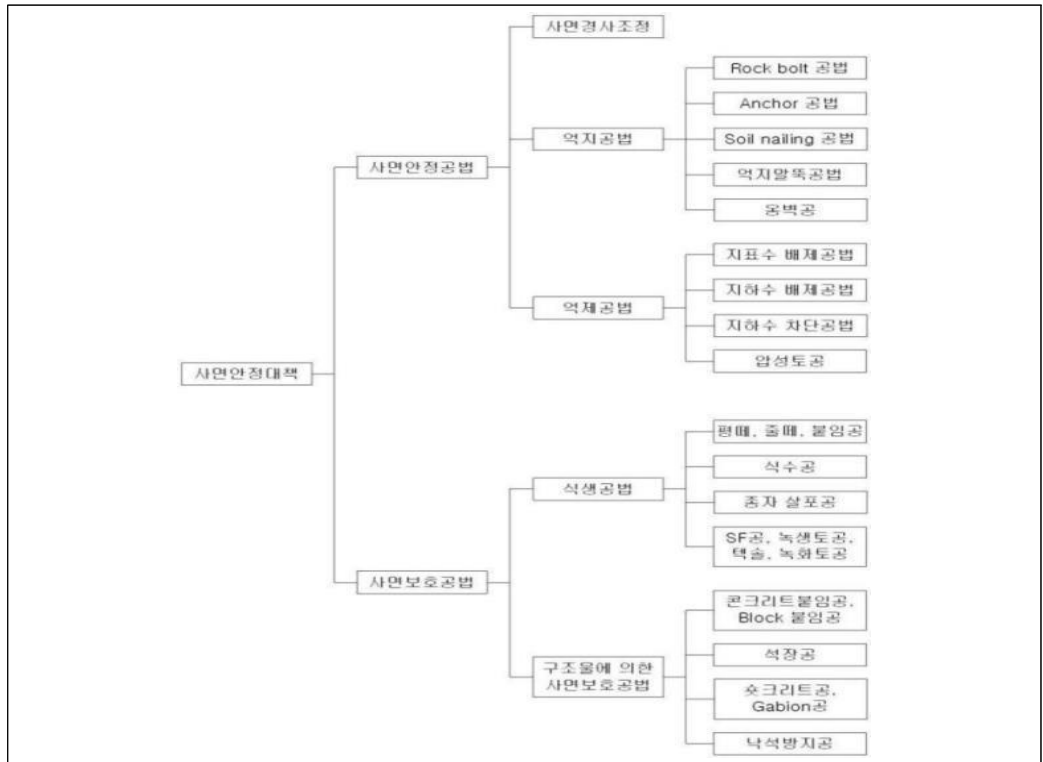 사면경사조정
Rock bolt 공법
Anchor 공법
억지공법
Soil nailing 공법
사면안정공법
억지말뚝공법
옹벽공
지표수 배제공법
지하수 배제공법
억제공법
지하수 차단공법
압성토공
사면안정대책
평떼, 줄떼, 붙임공
식수공
식생공법
종자 살포공
SF공, 녹생토공,
텍솔, 녹화토공
사면보호공법
콘크리트붙임공,
Block 붙임공
석장공
구조물에 의한
사면보호공법
숏크리트공,
Gabion공
낙석방지공